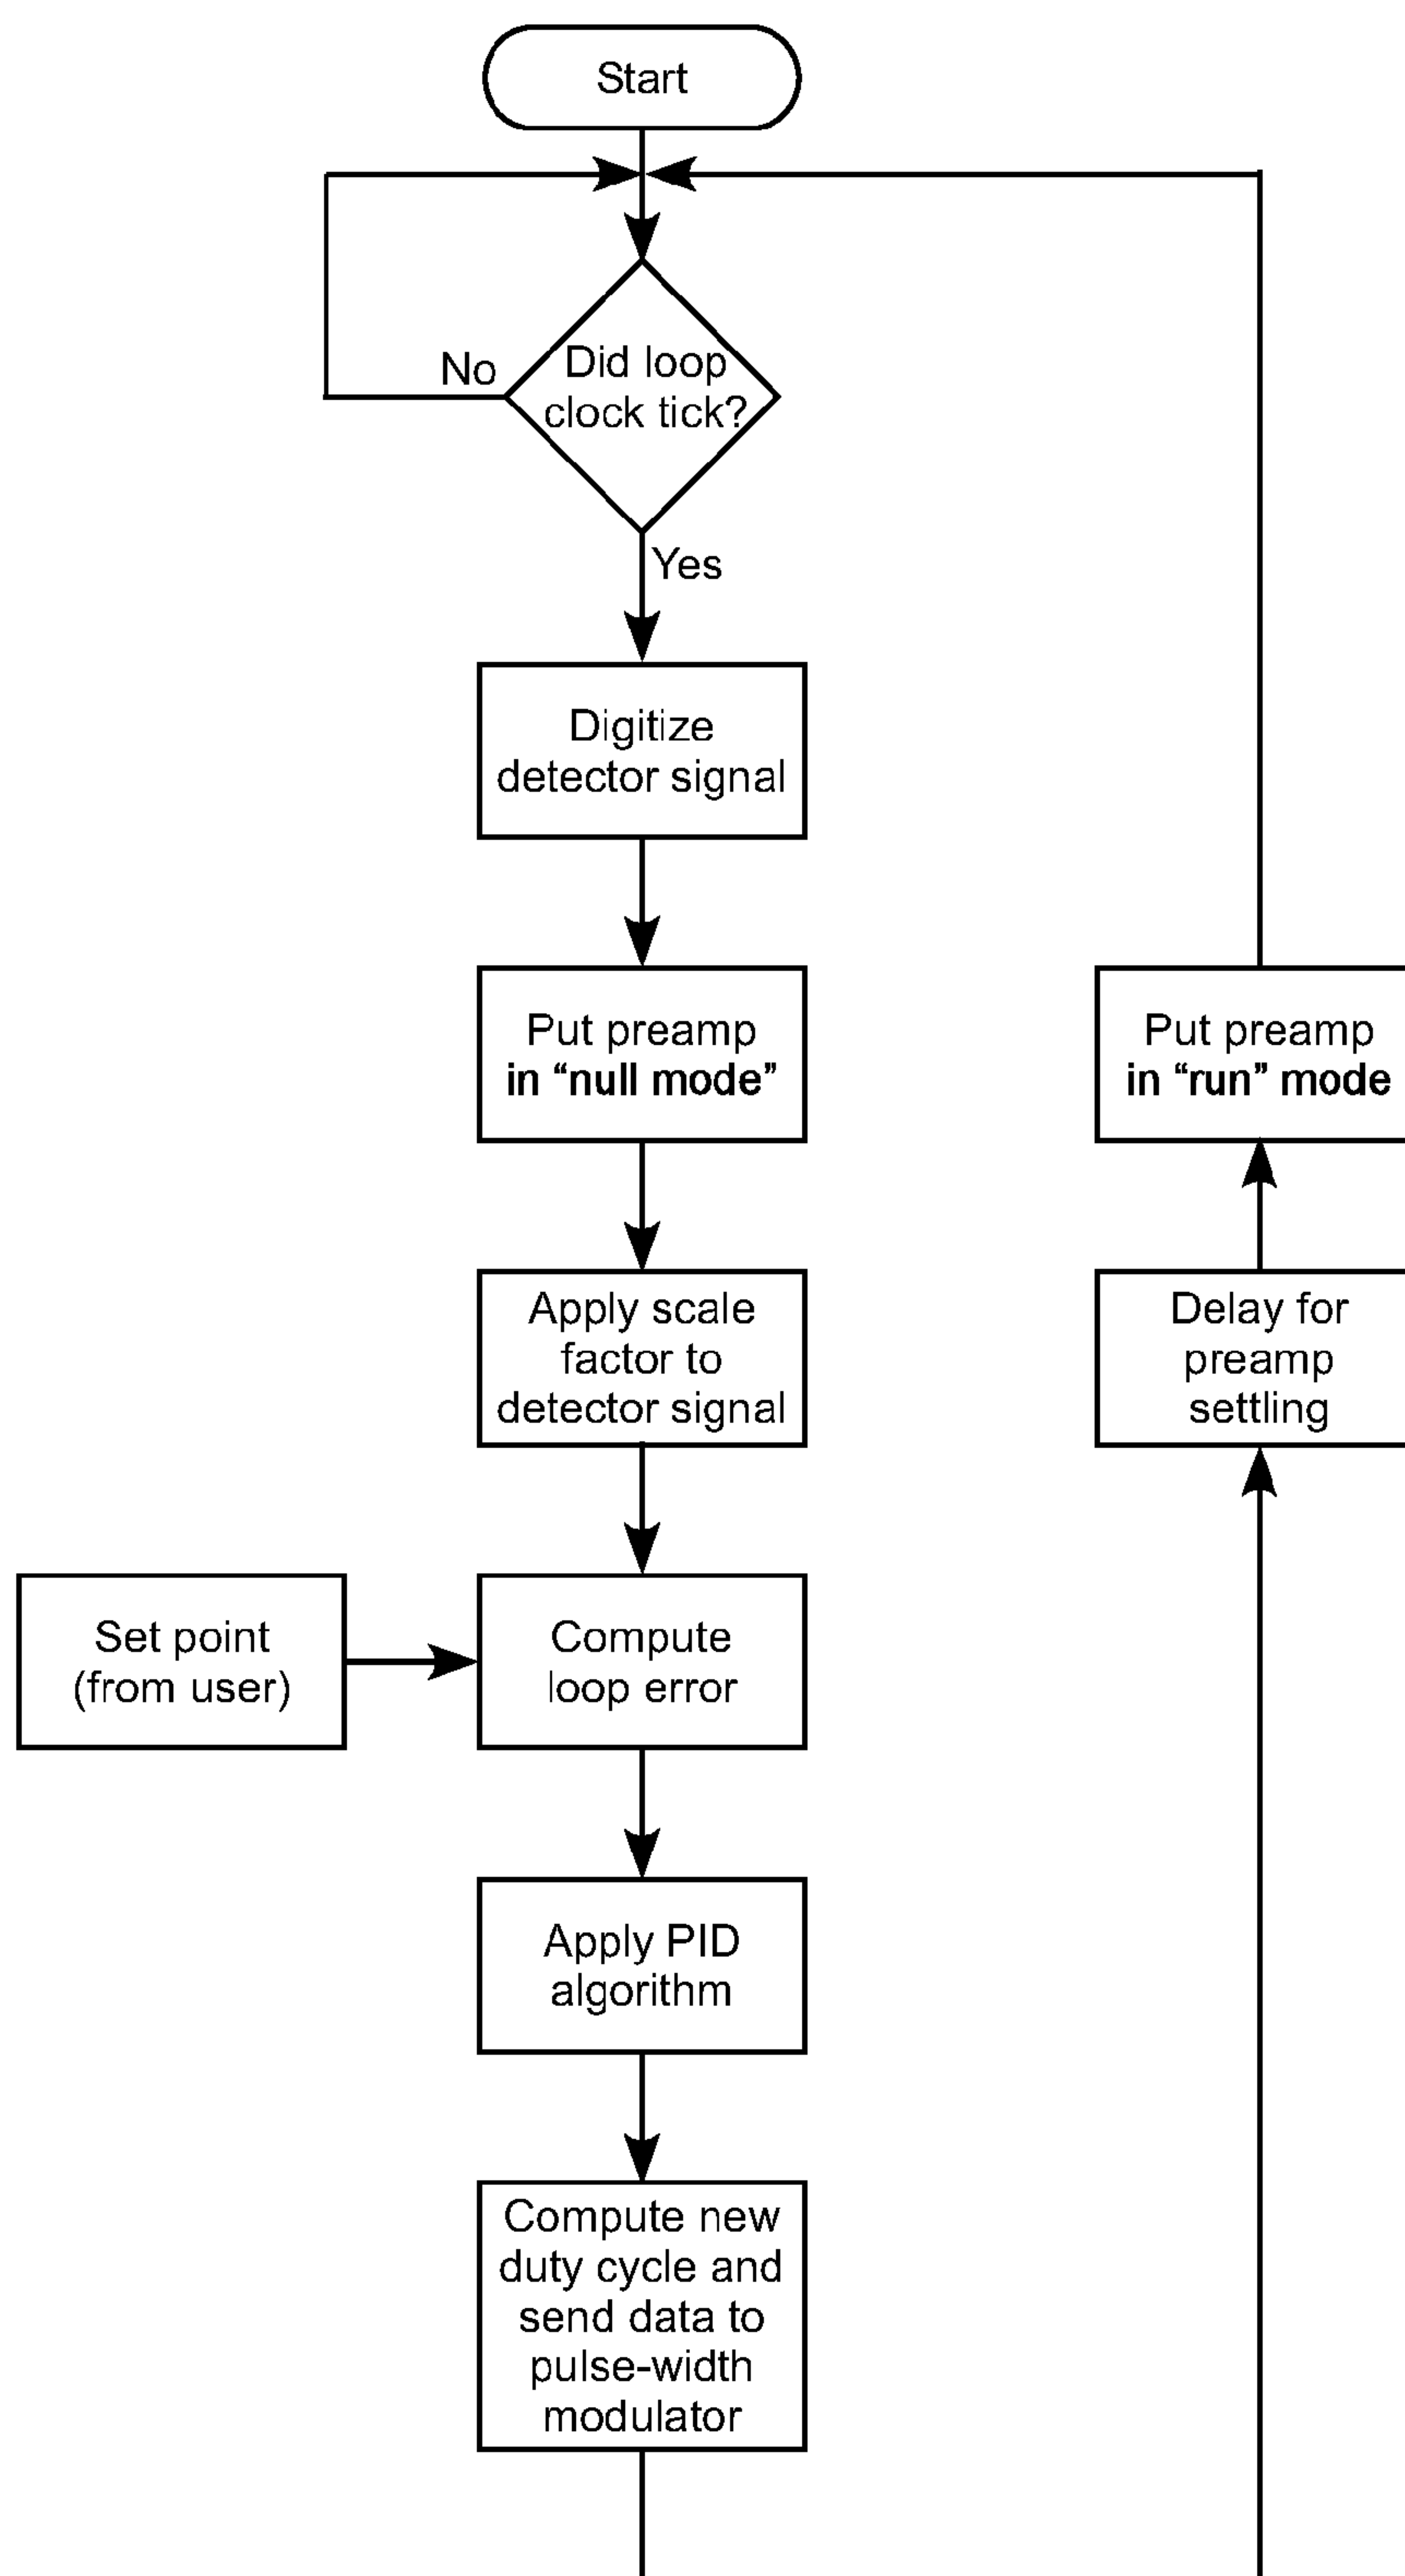 Start
No
Did loop
clock tick?
Yes
Digitize
detector signal
Put preamp
in “null mode”
Put preamp
in “run” mode
Apply scale
factor to
detector signal
Delay for
preamp
settling
Set point
(from user)
Compute
loop error
Apply PID
algorithm
Compute new
duty cycle and
send data to
pulse-width
modulator